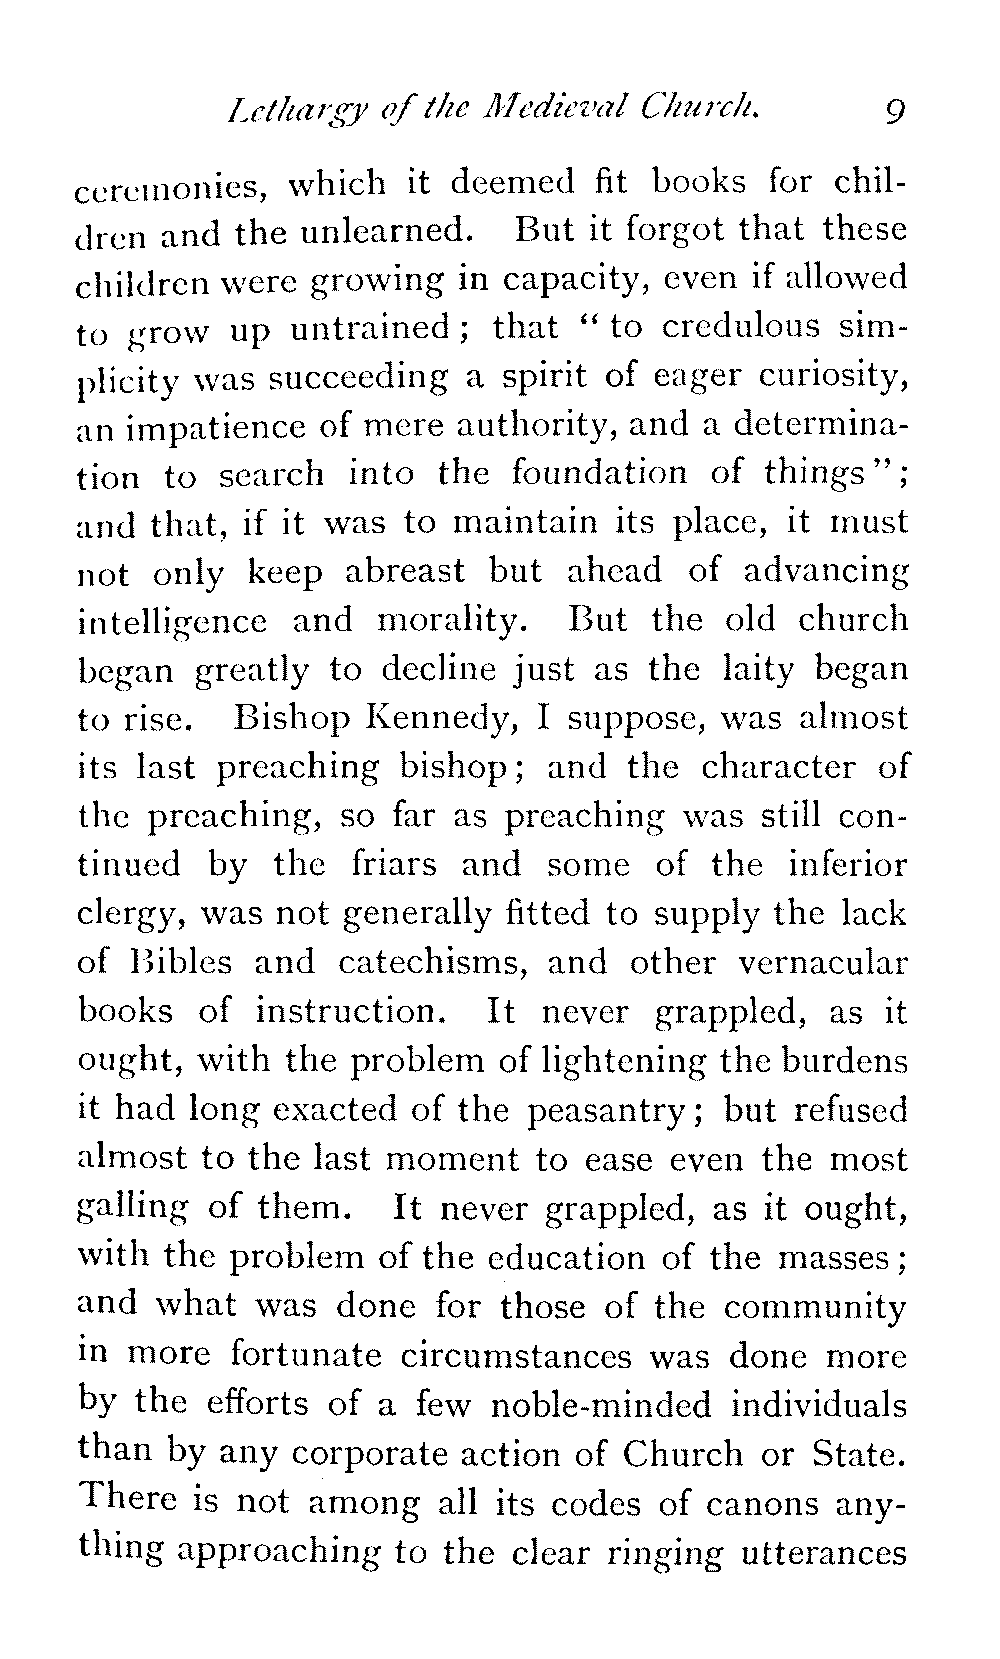 Lethargy of the Medieval Church. 9
ceremonies, which it deemed fit books for chil-
dren and the unlearned. But it forgot that these
children were growing in capacity, even if allowed
to grow up untrained; that “to credulous sim-
plicity was succeeding a spirit of eager curiosity,
an impatience of mere authority, and a determina-
tion to search into the foundation of things”;
and that, if it was to maintain its place, it must
not only keep abreast but ahead of advancing
intelligence and morality. But the old church
began greatly to decline just as the laity began
to rise. Bishop Kennedy, I suppose, was almost
its last preaching bishop; and the character of
the preaching, so far as preaching was still con-
tinued by the friars and some of the inferior
clergy, was not generally fitted to supply the lack
of Bibles and catechisms, and other vernacular
books of instruction. It never grappled, as it
ought, with the problem of lightening the burdens
it had long exacted of the peasantry; but refused
almost to the last moment to ease even the most
galling of them. It never grappled, as it ought,
with the problem of the education of the masses;
and what was done for those of the community
in more fortunate circumstances was done more
by the efforts of a few noble-minded individuals
than by any corporate action of Church or State.
There is not among all its codes of canons any-
thing approaching to the clear ringing utterances